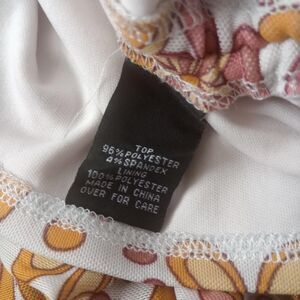 TOP
96%POLYESTER
4%SPANDEX
LINING
100%POLYESTER
MADE IN CHINA
OVER FOR CARE